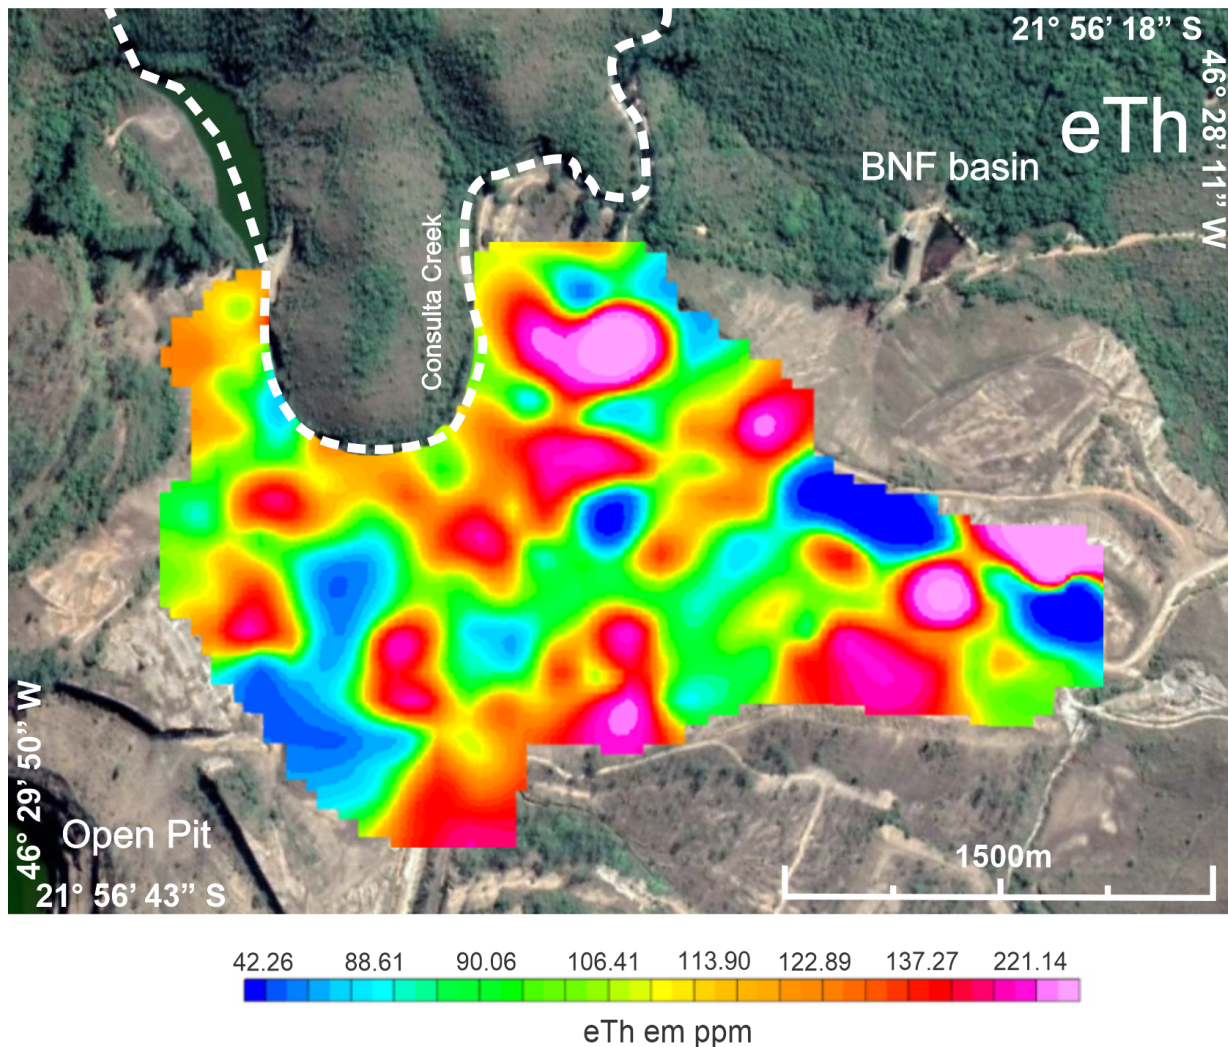 21° 56’ 18” S
46° 28’ 11” W
eTh
BNF basin
Consulta Creek
46° 29’ 50” W
Open Pit
21° 56’ 43” S
1500m
42.26 88.61 90.06 106.41 113.90 122.89 137.27 221.14
eTh em ppm